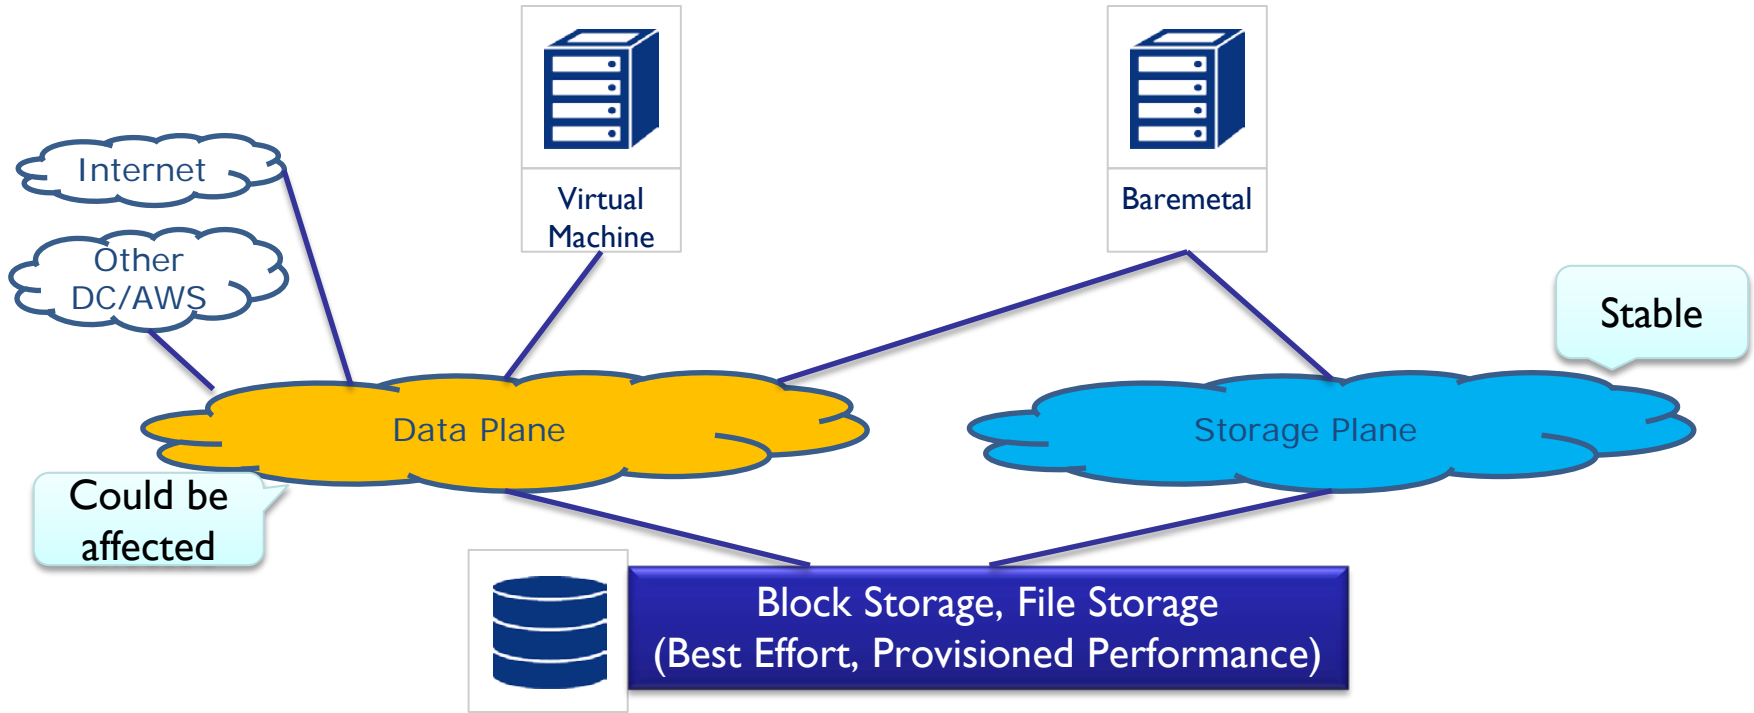 Internet
Other
DC/AWS
Virtual
Machine
Baremetal
Stable
Data Plane
Storage Plane
Could be
affected
Block Storage, File Storage
(Best Effort, Provisioned Performance)